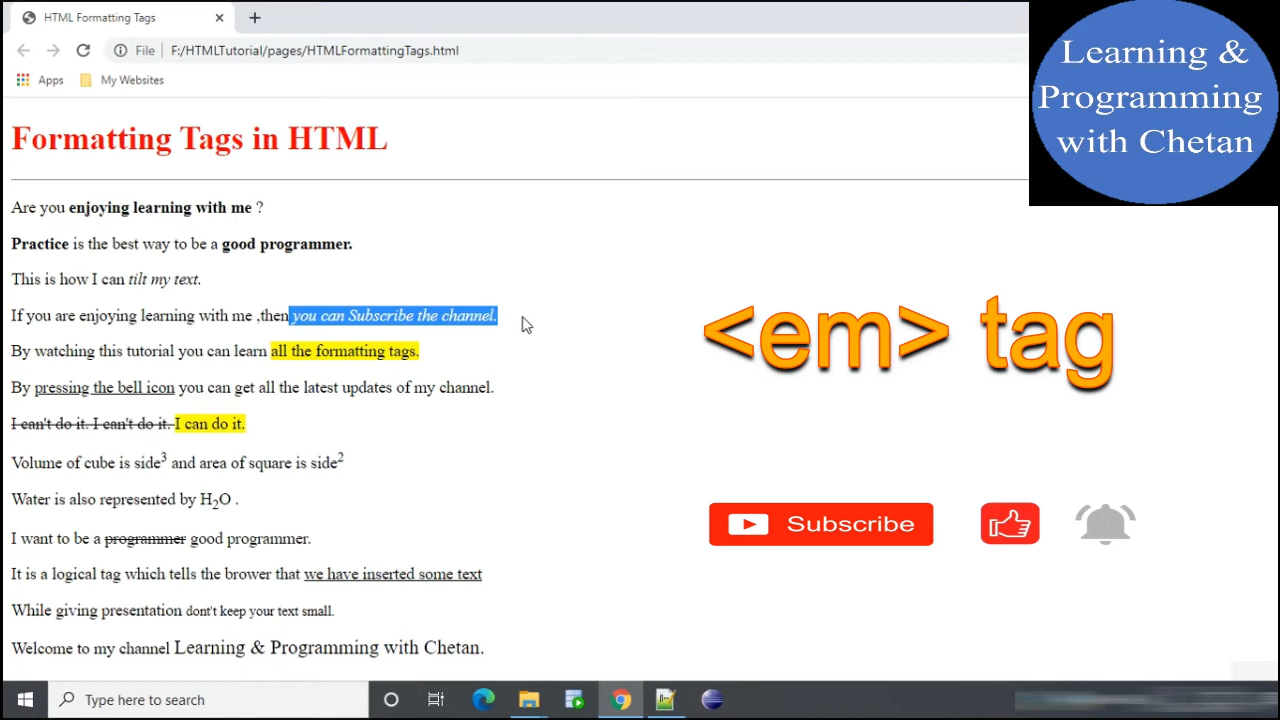 HTML Formatting Tags
File
F:/HTMLTutorial/pages/HTMLFormattingTags.html
Apps
My Websites
Learning &
Programming
with Chetan
Formatting Tags in HTML
Are you enjoying learning with me ?
Practice is the best way to be a good programmer.
This is how I can tilt my text.
If you are enjoying learning with me ,then you can Subscribe the channel.
<em> tag
By watching this tutorial you can learn all the formatting tags.
By pressing the bell icon you can get all the latest updates of my channel.
I can't do it. I can't do it. I can do it.
Volume of cube is side³ and area of square is side²
Water is also represented by H₂O .
Subscribe
I want to be a programmer good programmer.
It is a logical tag which tells the brower that we have inserted some text
While giving presentation dont't keep your text small.
Welcome to my channel Learning & Programming with Chetan.
Type here to search